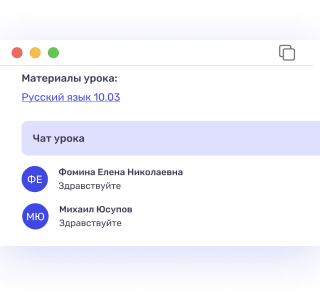 Материалы урока:
Русский язык 10.03
Чат урока
ФЕ
Фомина Елена Николаевна
Здравствуйте
МЮ
Михаил Юсупов
Здравствуйте